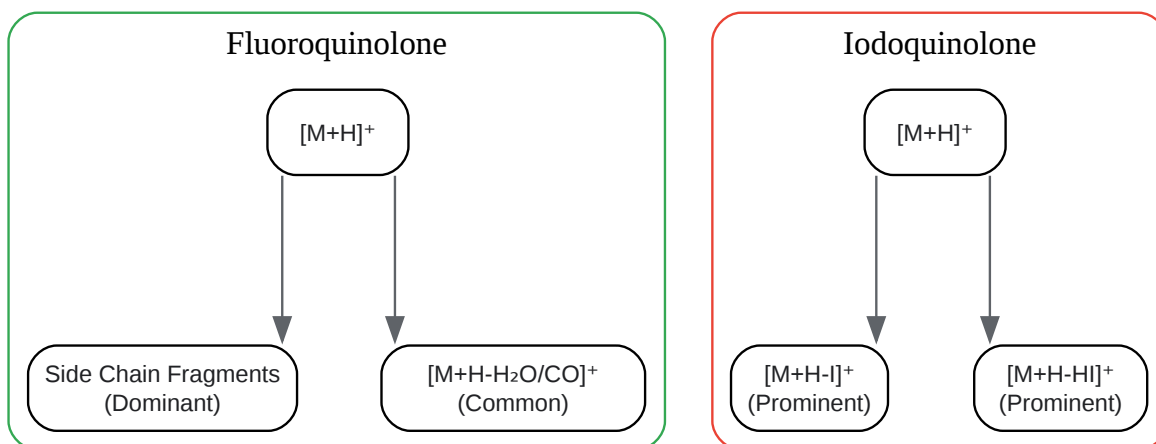 Fluoroquinolone
[M+H]⁺
Side Chain Fragments
(Dominant)
[M+H-H₂O/CO]⁺
(Common)
Iodoquinolone
[M+H]⁺
[M+H-I]⁺
(Prominent)
[M+H-HI]⁺
(Prominent)